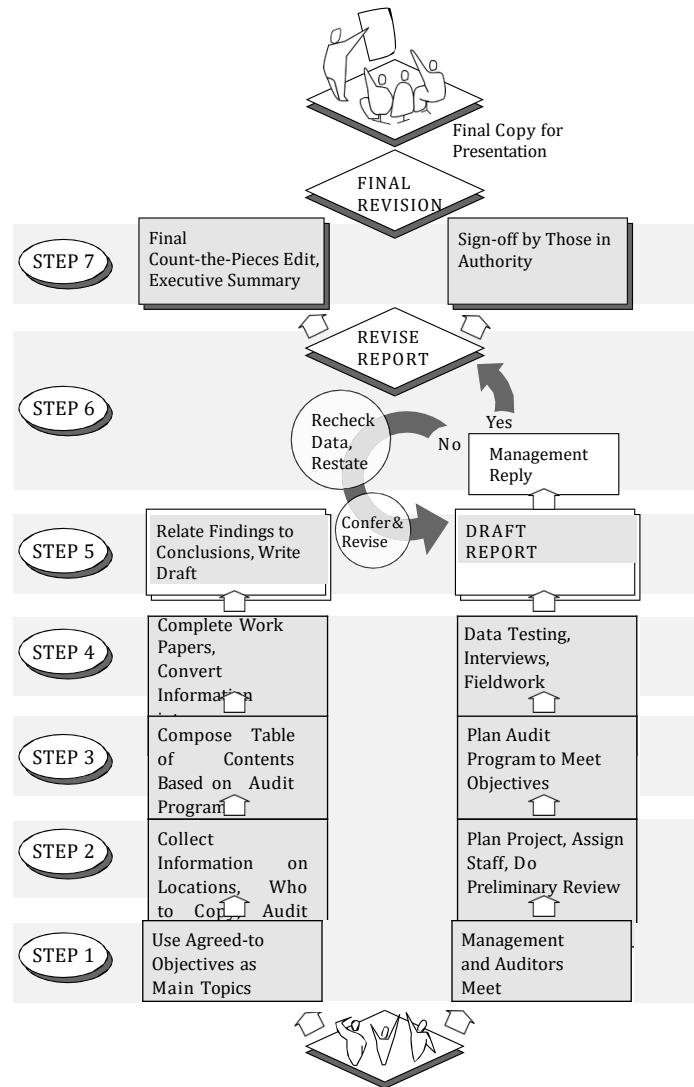 Final Copy for
Presentation
FINAL
REVISION
STEP 7
Final
Count-the-Pieces Edit,
Executive Summary
Sign-off by Those in
Authority
REVISE
REPORT
STEP 6
Recheck
Data,
Restate
No
Yes
Management
Reply
STEP 5
Relate Findings to
Conclusions, Write
Draft
Confer &
Revise
DRAFT
REPORT
STEP 4
Complete Work
Papers,
Convert
Information
Data Testing,
Interviews,
Fieldwork
STEP 3
Compose Table
of Contents
Based on Audit
Program
Plan Audit
Program to Meet
Objectives
STEP 2
Collect
Information on
Locations, Who
to Copy, Audit
Plan Project, Assign
Staff, Do
Preliminary Review
STEP 1
Use Agreed-to
Objectives as
Main Topics
Management
and Auditors
Meet